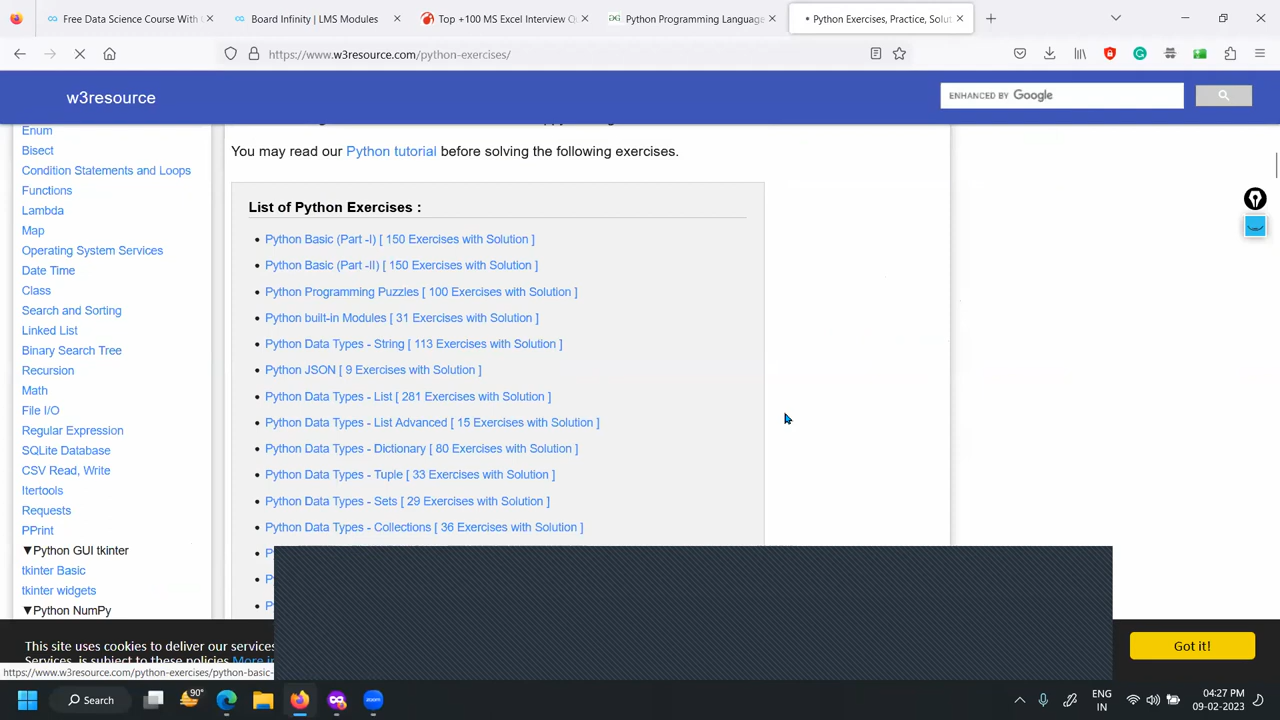 Free Data Science Course With
Board Infinity | LMS Modules
Top +100 MS Excel Interview
Python Programming Language
Python Exercises, Practice, Solut
https://www.w3resource.com/python-exercises/
w3resource
ENHANCED BY Google
Enum
Bisect
Condition Statements and Loops
Functions
Lambda
Map
Operating System Services
Date Time
Class
Search and Sorting
Linked List
Binary Search Tree
Recursion
Math
File I/O
Regular Expression
SQLite Database
CSV Read, Write
Itertools
Requests
PPrint
▼Python GUI tkinter
tkinter Basic
tkinter widgets
▼Python NumPy
You may read our Python tutorial before solving the following exercises.
List of Python Exercises :
Python Basic (Part -I) [ 150 Exercises with Solution ]
Python Basic (Part -II) [ 150 Exercises with Solution ]
Python Programming Puzzles [ 100 Exercises with Solution ]
Python built-in Modules [ 31 Exercises with Solution ]
Python Data Types - String [ 113 Exercises with Solution ]
Python JSON [ 9 Exercises with Solution ]
Python Data Types - List [ 281 Exercises with Solution ]
Python Data Types - List Advanced [ 15 Exercises with Solution ]
Python Data Types - Dictionary [ 80 Exercises with Solution ]
Python Data Types - Tuple [ 33 Exercises with Solution ]
Python Data Types - Sets [ 29 Exercises with Solution ]
Python Data Types - Collections [ 36 Exercises with Solution ]
This site uses cookies to deliver our services
Services, is subject to these policies More
Got it!
https://www.w3resource.com/python-exercises/python-basic-
90°
Search
ENG
IN
04:27 PM
09-02-2023